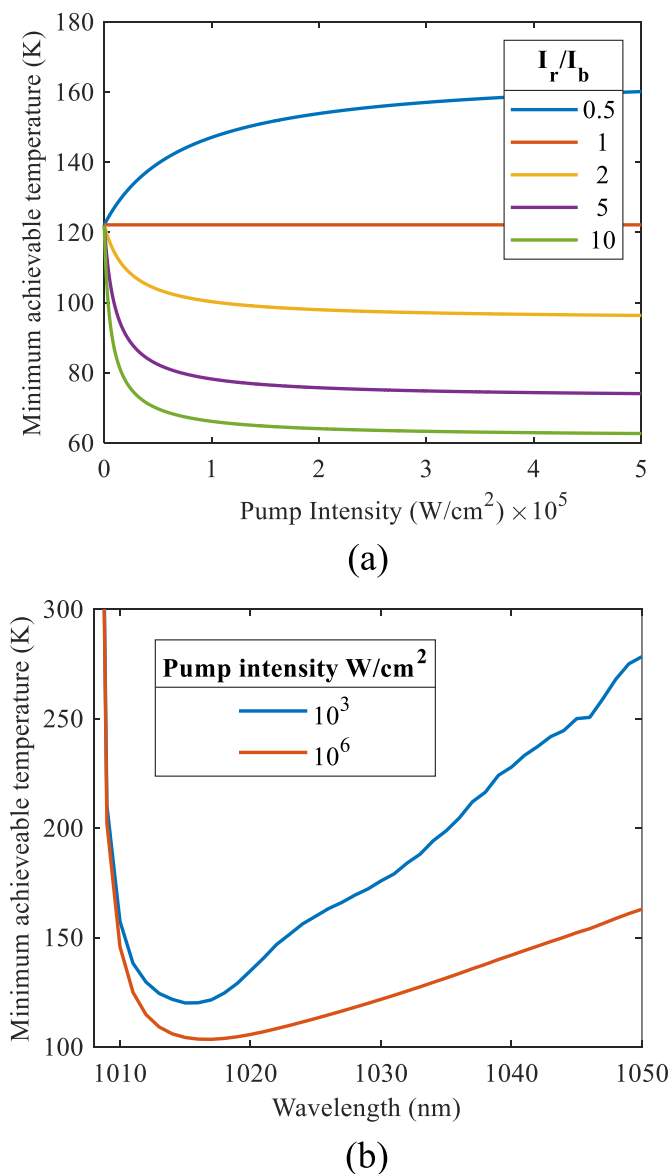 180
160
140
120
100
80
60
Minimum achievable temperature (K)
I_r/I_b
0.5
1
2
5
10
0 1 2 3 4 5
Pump Intensity (W/cm²) ×10⁵
(a)
300
250
200
150
100
Minimum achieveable temperature (K)
Pump intensity W/cm²
10³
10⁶
1010 1020 1030 1040 1050
Wavelength (nm)
(b)